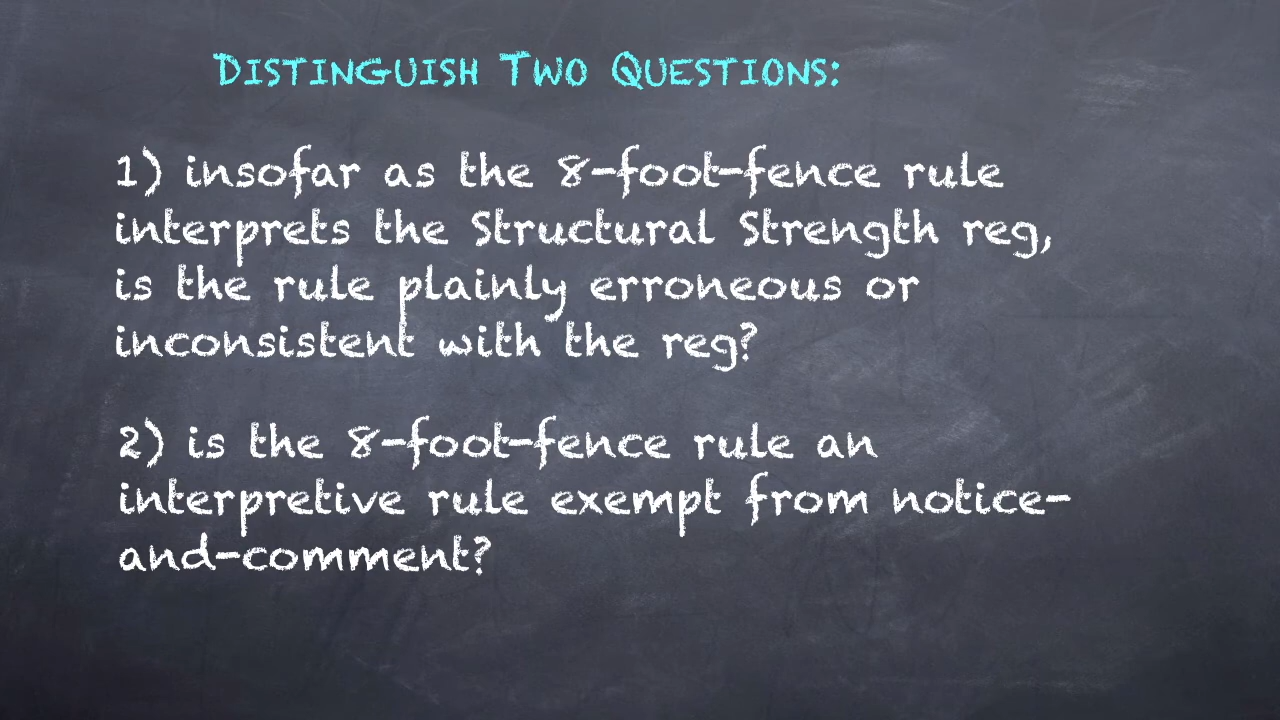 Distinguish Two Questions:
1) insofar as the 8-foot-fence rule
interprets the Structural Strength reg,
is the rule plainly erroneous or
inconsistent with the reg?
2) is the 8-foot-fence rule an
interpretive rule exempt from notice-
and-comment?